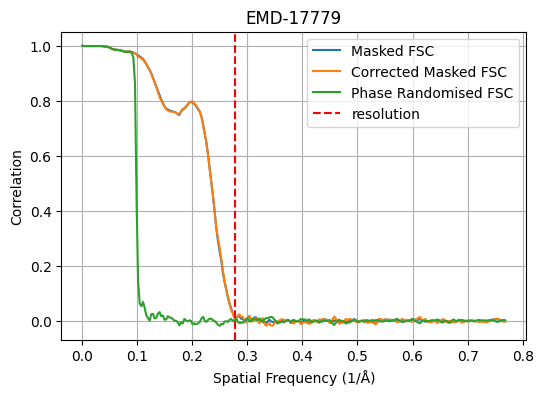 EMD-17779
Masked FSC
Corrected Masked FSC
Phase Randomised FSC
resolution
Correlation
1.0
0.8
0.6
0.4
0.2
0.0
0.0 0.1 0.2 0.3 0.4 0.5 0.6 0.7 0.8
Spatial Frequency (1/Å)